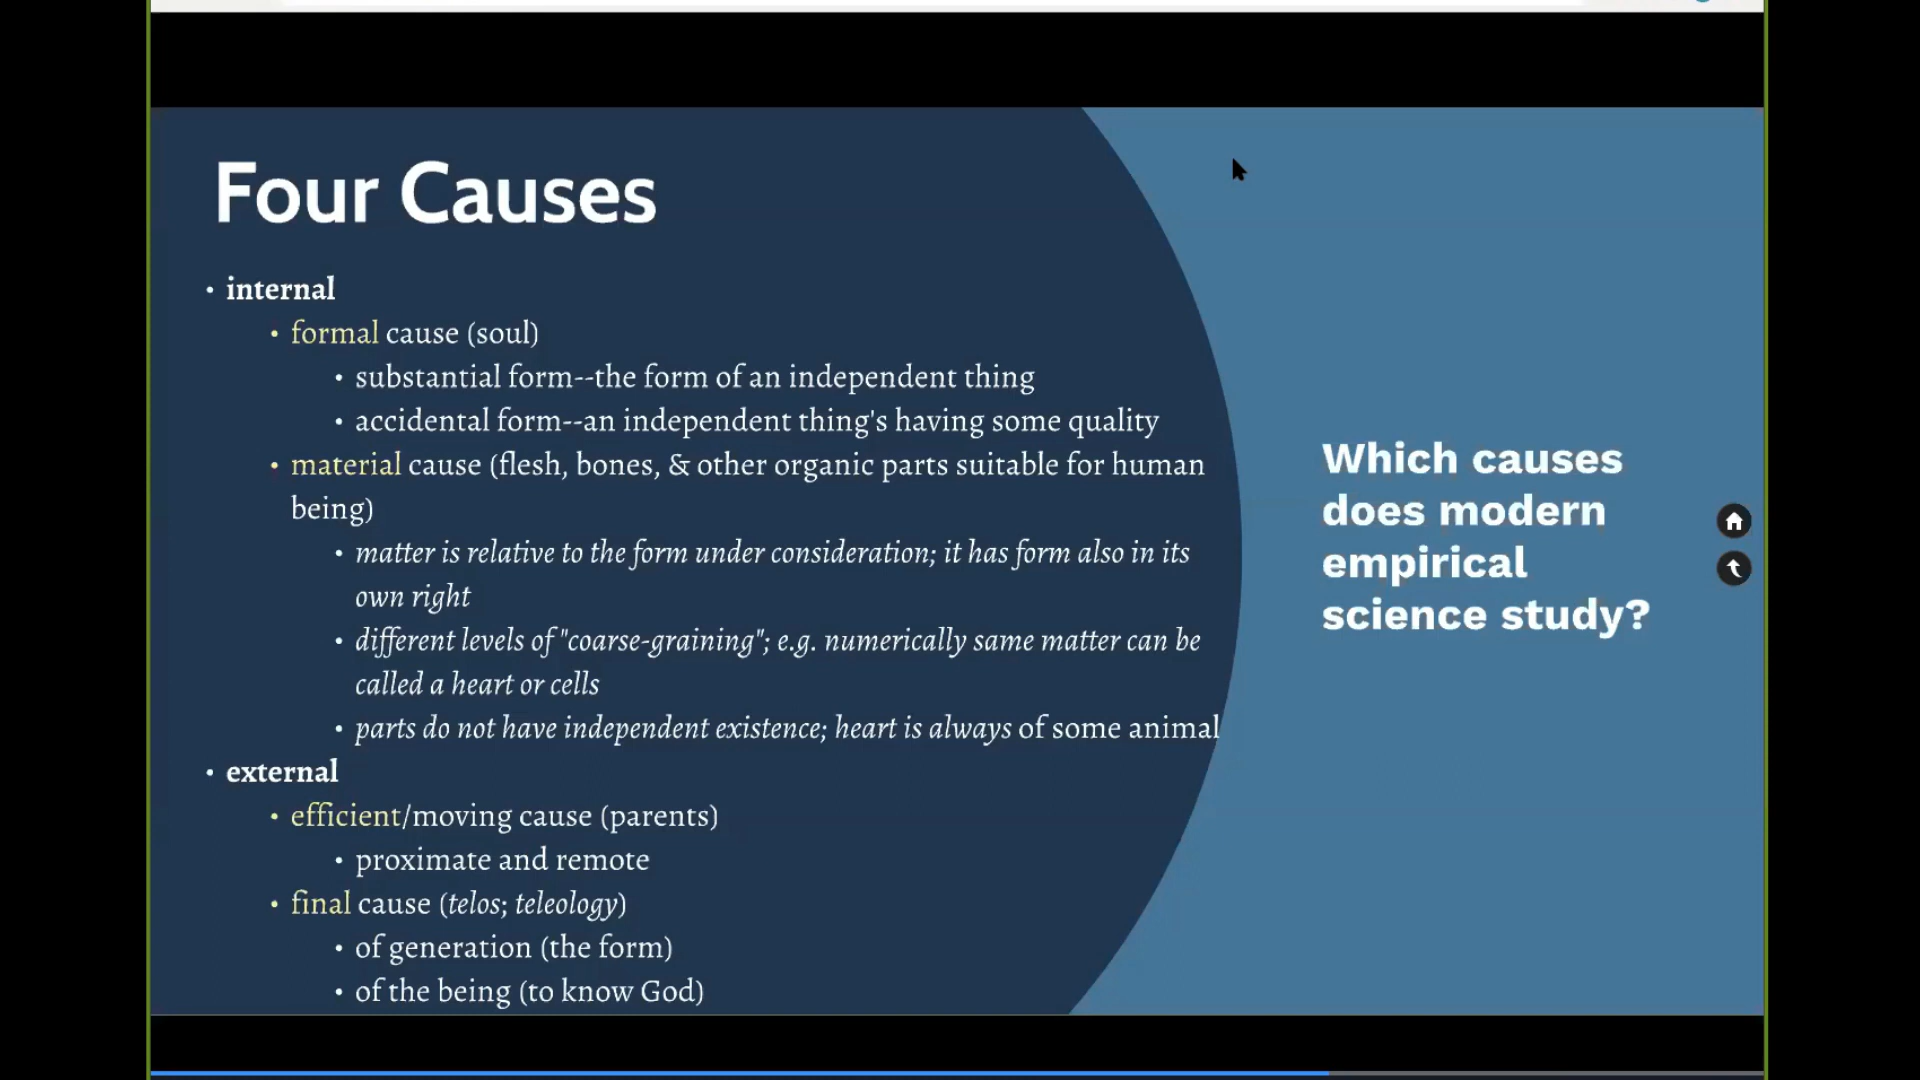 Four Causes
• internal
• formal cause (soul)
• substantial form--the form of an independent thing
• accidental form--an independent thing's having some quality
• material cause (flesh, bones, & other organic parts suitable for human
being)
• matter is relative to the form under consideration; it has form also in its
own right
• different levels of "coarse-graining"; e.g. numerically same matter can be
called a heart or cells
• parts do not have independent existence; heart is always of some animal
• external
• efficient/moving cause (parents)
• proximate and remote
• final cause (telos; teleology)
• of generation (the form)
• of the being (to know God)
Which causes
does modern
empirical
science study?